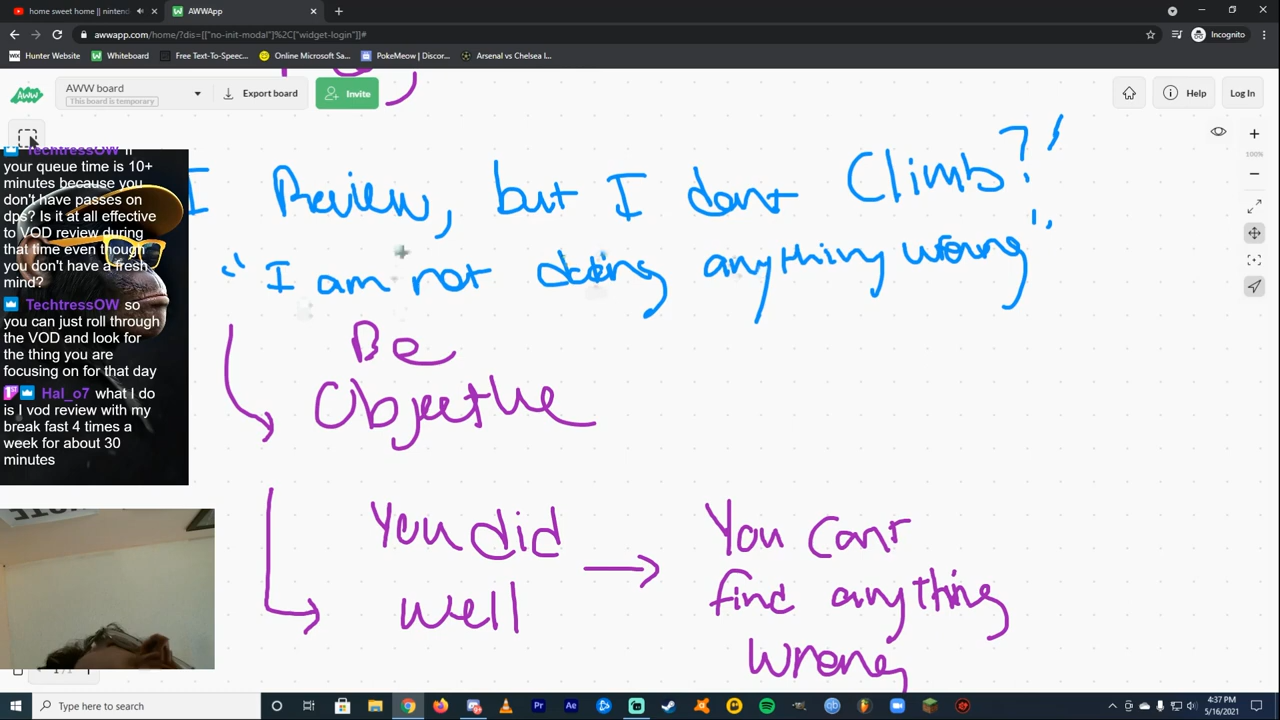 home sweet home || nintend
AWWApp
awwapp.com/home/?dis=[["no-init-modal"]%2C["widget-login"]]#
Incognito
Hunter Website
Whiteboard
Free Text-To-Speec...
Online Microsoft Sa...
PokeMeow | Discor...
Arsenal vs Chelsea I...
AWW board
This board is temporary
Export board
Invite
Help
Log In
100%
TechtressOW If
your queue time is 10+
minutes because you
don't have passes on
dps? Is it at all effective
to VOD review during
that time even though
you don't have a fresh
mind?
TechtressOW so
you can just roll through
the VOD and look for
the thing you are
focusing on for that day
Hal_o7 what I do
is I vod review with my
break fast 4 times a
week for about 30
minutes
I Review, but I dont Climb?!
"I am not doing anything wrong".
Be
Objective
You did
well
You Cant
find anything
wrong
1/1
Type here to search
4:37 PM
5/16/2021